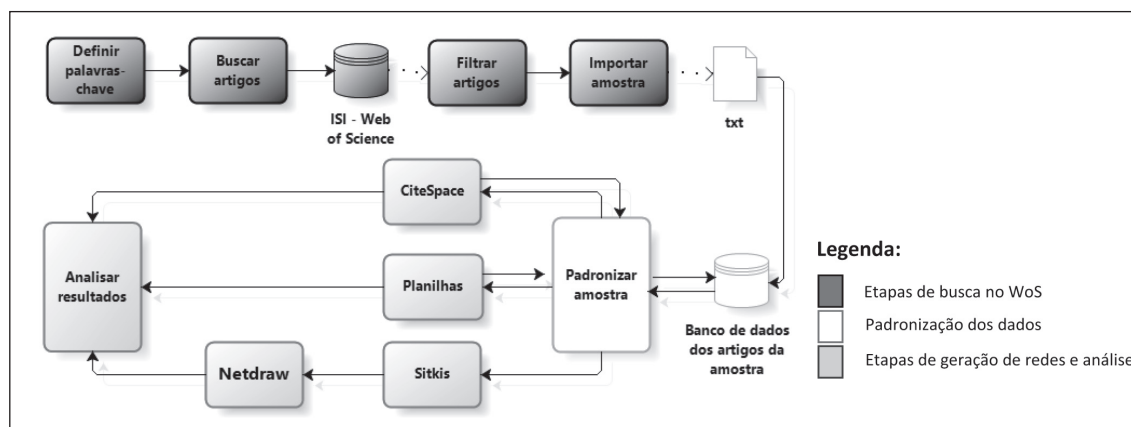 Definir
palavras-
chave
Buscar
artigos
ISI - Web
of Science
Filtrar
artigos
Importar
amostra
txt
CiteSpace
Analisar
resultados
Planilhas
Padronizar
amostra
Banco de dados
dos artigos da
amostra
Netdraw
Sitkis
Legenda:
Etapas de busca no WoS
Padronização dos dados
Etapas de geração de redes e análise